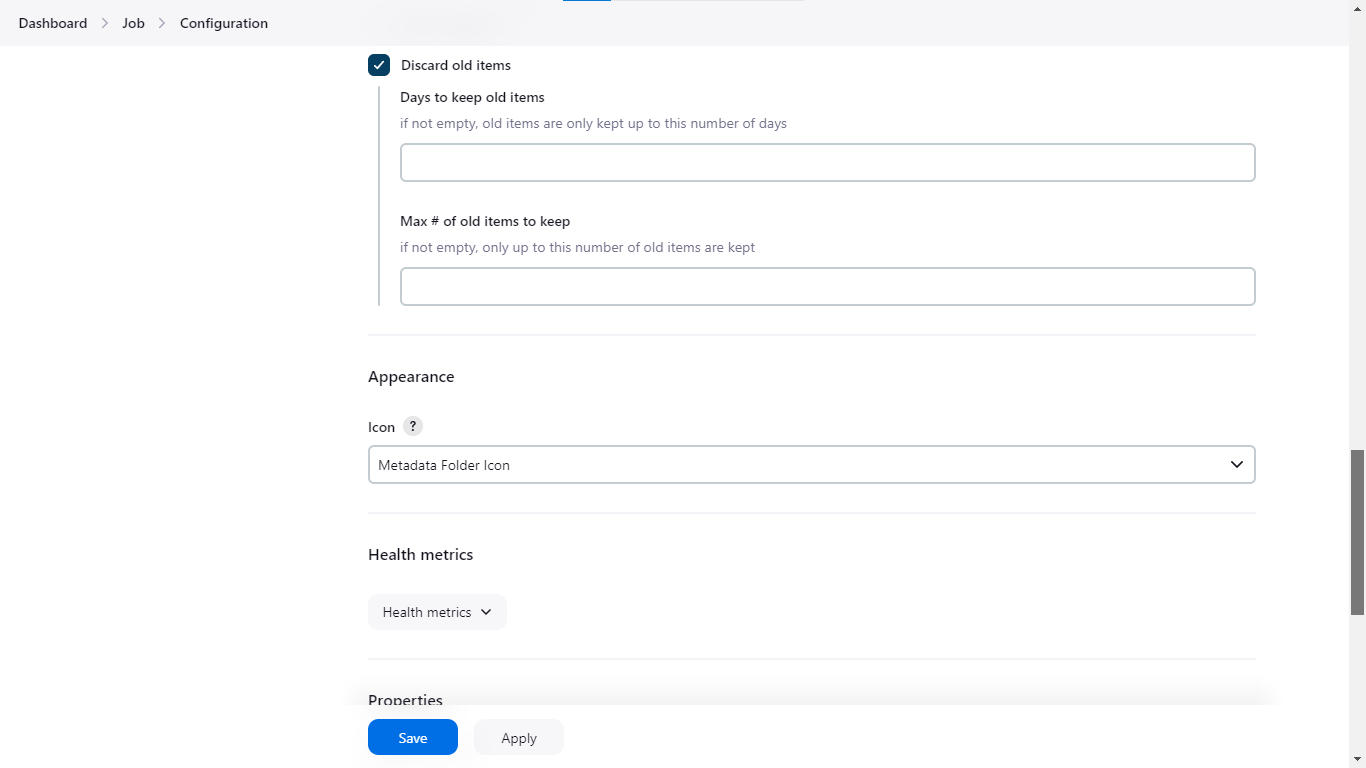 Dashboard Job Configuration
Discard old items
Days to keep old items
if not empty, old items are only kept up to this number of days
Max # of old items to keep
if not empty, only up to this number of old items are kept
Appearance
Icon ?
Metadata Folder Icon
Health metrics
Health metrics
Properties
Save Apply